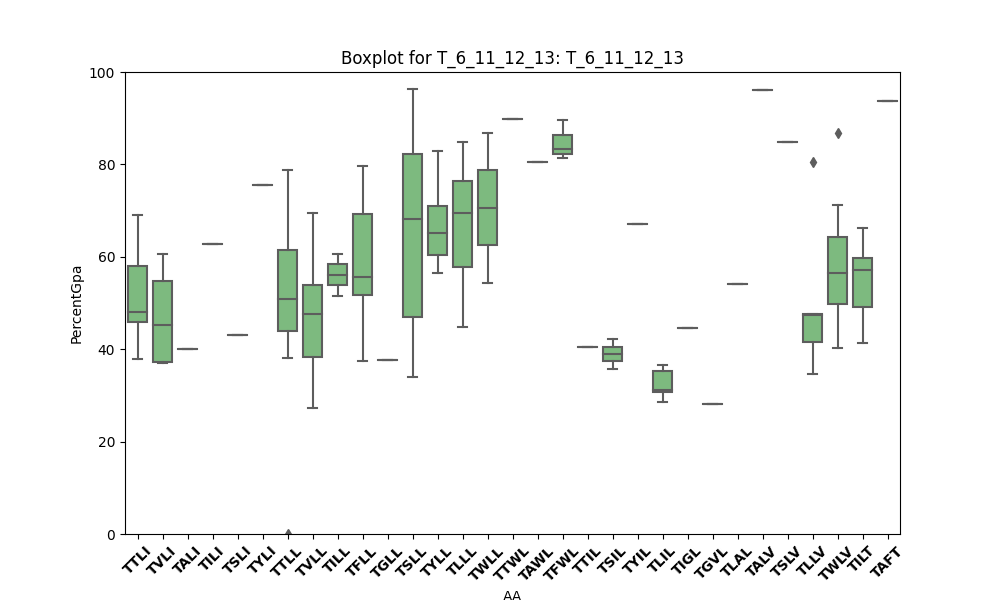 Boxplot for T_6_11_12_13: T_6_11_12_13
100
80
60
40
20
0
PercentGpa
TTLI TVLI TALI TILI TSLI TYLI TTLL TVLL TILL TFLL TGLL TSLL TYLL TLLL TWLL TTWL TAWL TFWL TTIL TSIL TYIL TLIL TIGL TGVL TLAL TALV TSLV TLLV TWLV TILT TAFT
AA